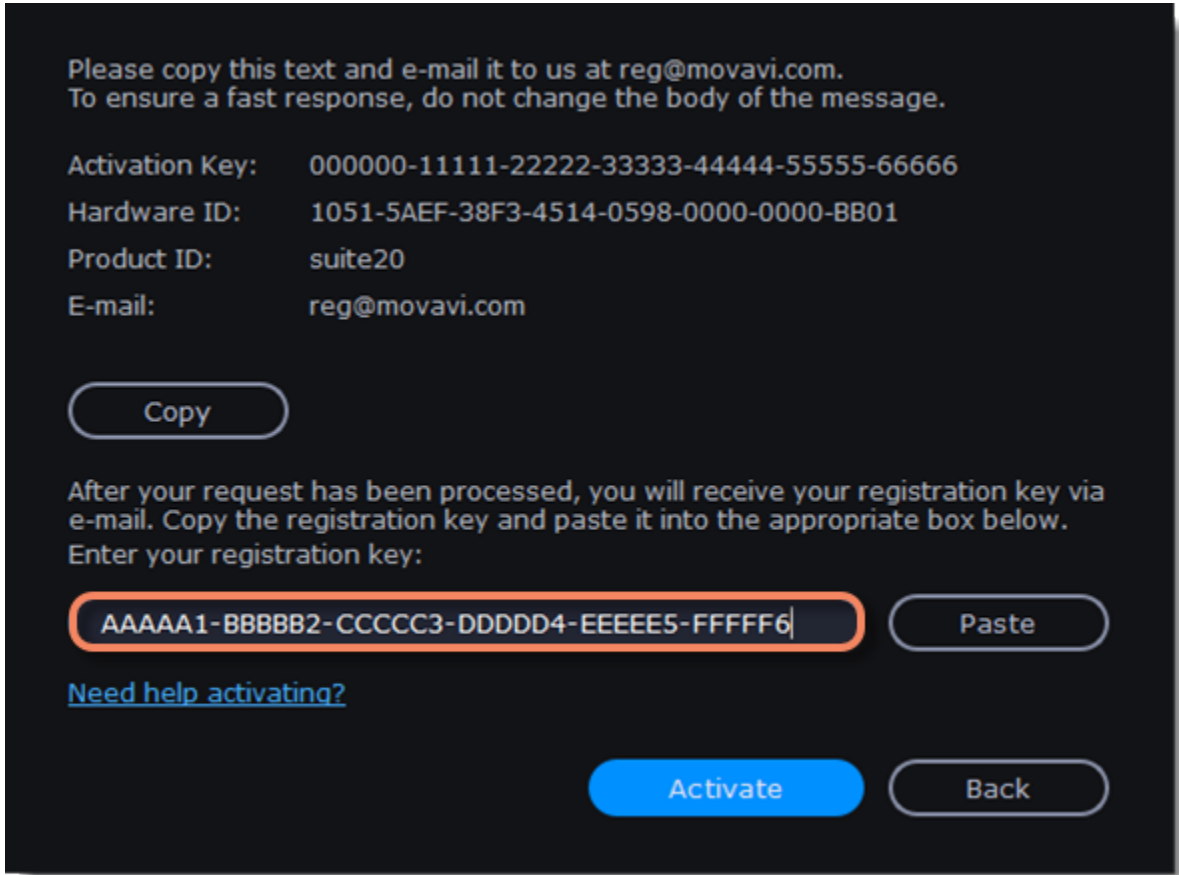 Please copy this text and e-mail it to us at reg@movavi.com.
To ensure a fast response, do not change the body of the message.
Activation Key: 000000-11111-22222-33333-44444-55555-66666
Hardware ID: 1051-5AEF-38F3-4514-0598-0000-0000-BB01
Product ID: suite20
E-mail: reg@movavi.com
Copy
After your request has been processed, you will receive your registration key via
e-mail. Copy the registration key and paste it into the appropriate box below.
Enter your registration key:
AAAAA1-BBBBB2-CCCCC3-DDDDD4-EEEEE5-FFFFF6 Paste
Need help activating?
Activate Back